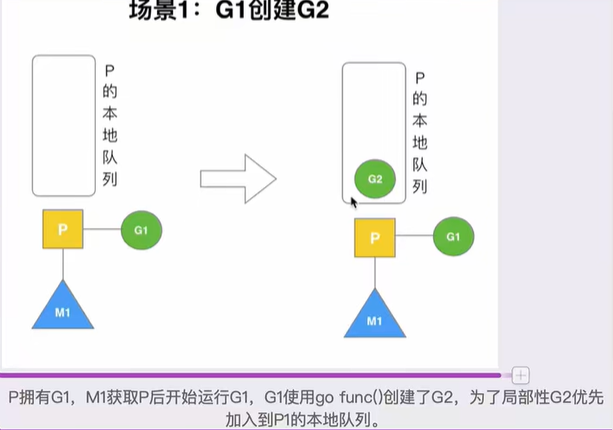 场景1：G1创建G2
P的本地队列
P的本地队列
G2
P
G1
P
G1
M1
M1
P拥有G1，M1获取P后开始运行G1，G1使用go func()创建了G2，为了局部性G2优先
加入到P1的本地队列。